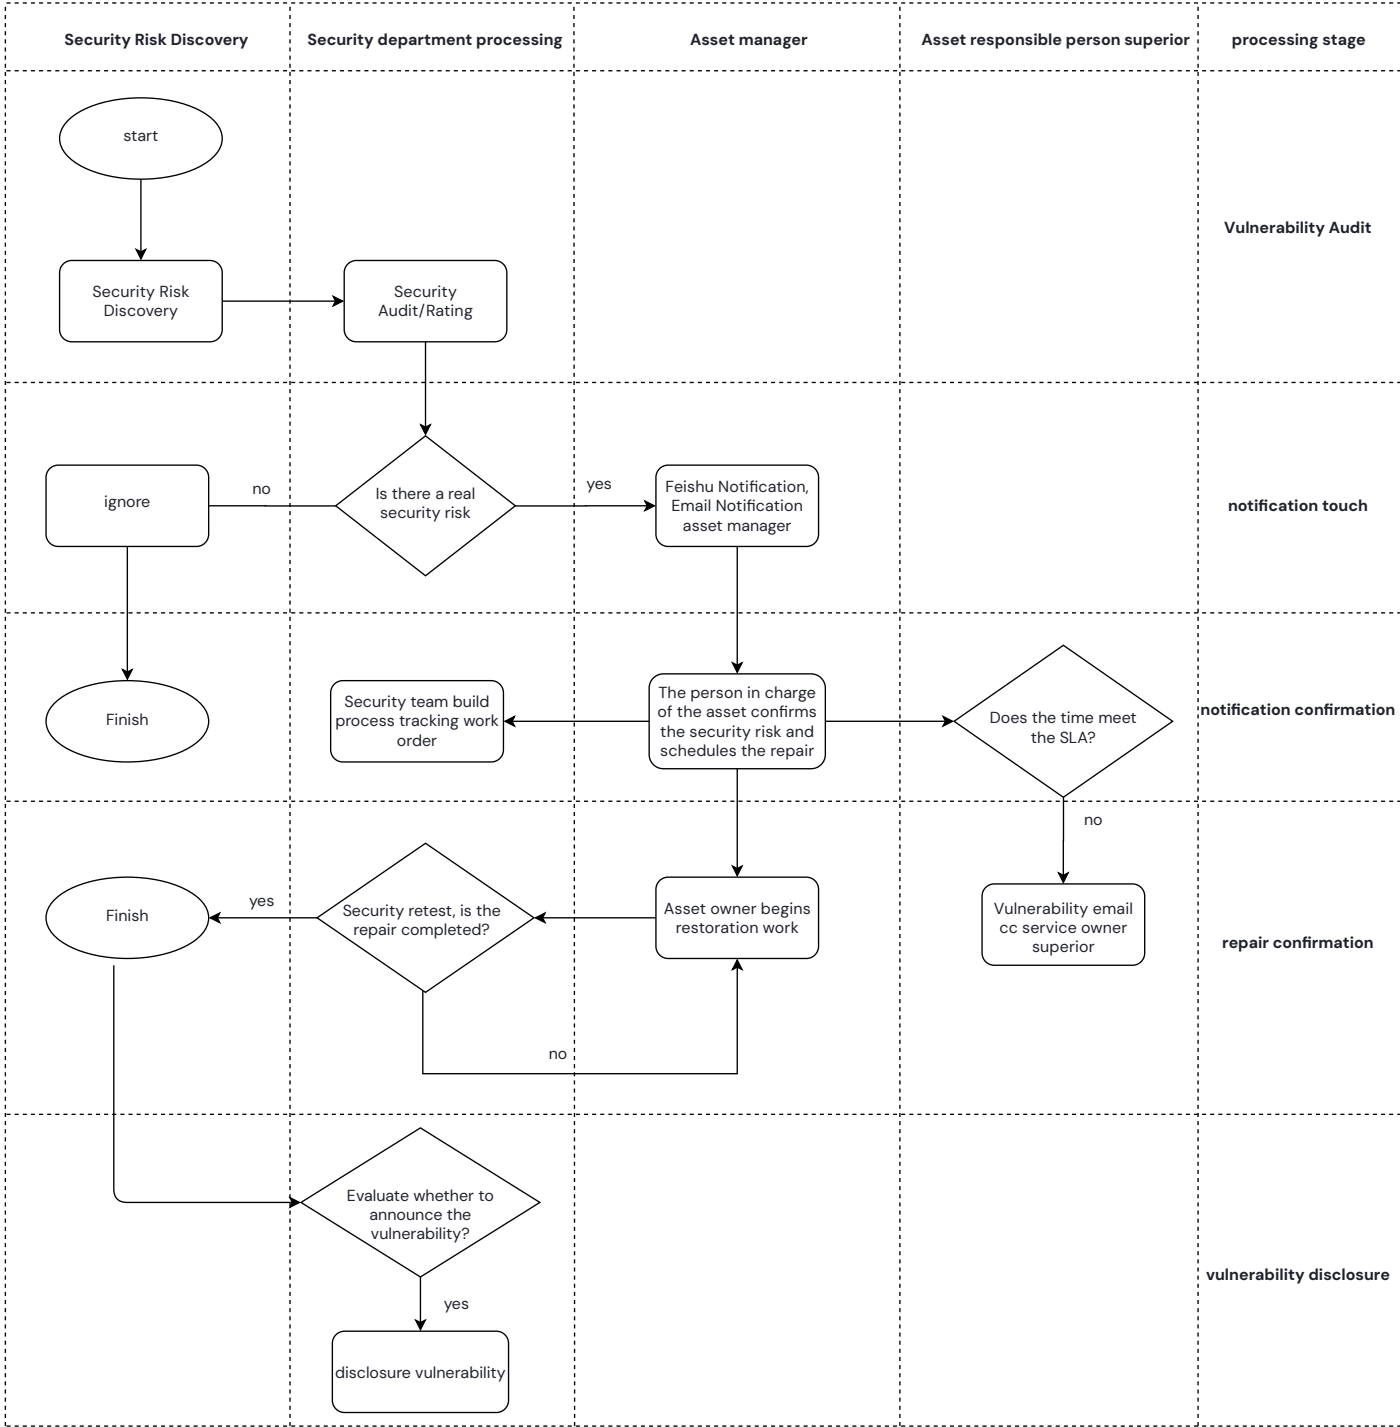 Security Risk Discovery
Security department processing
Asset manager
Asset responsible person superior
processing stage
start
Vulnerability Audit
Security Risk
Discovery
Security
Audit/Rating
ignore
no
Is there a real
security risk
yes
Feishu Notification,
Email Notification
asset manager
notification touch
Finish
Security team build
process tracking work
order
The person in charge
of the asset confirms
the security risk and
schedules the repair
Does the time meet
the SLA?
notification confirmation
no
Finish
yes
Security retest, is the
repair completed?
Asset owner begins
restoration work
Vulnerability email
cc service owner
superior
repair confirmation
no
Evaluate whether to
announce the
vulnerability?
vulnerability disclosure
yes
disclosure vulnerability